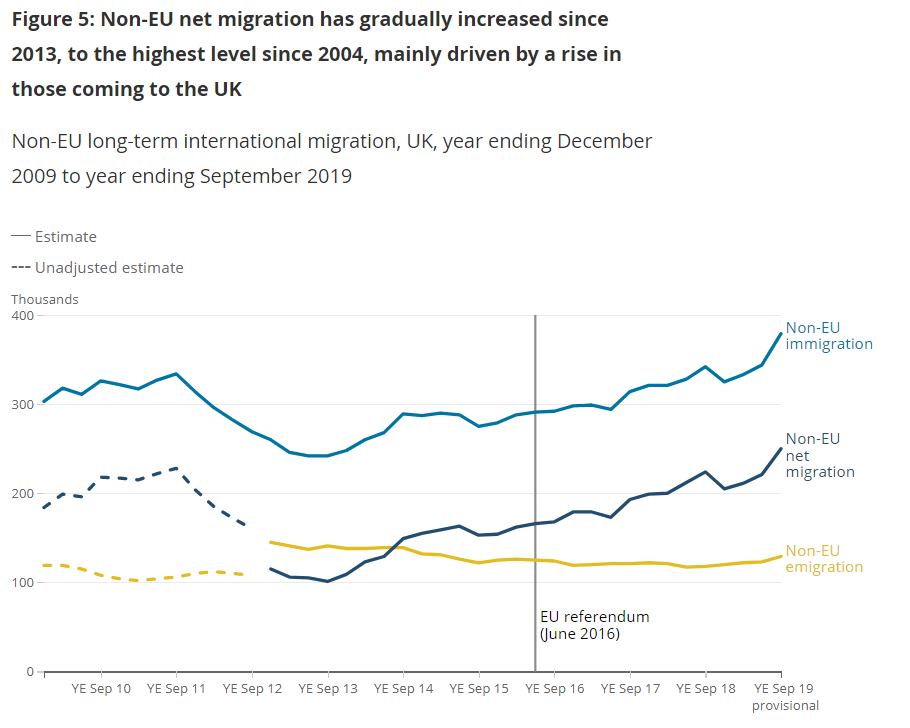 Figure 5: Non-EU net migration has gradually increased since
2013, to the highest level since 2004, mainly driven by a rise in
those coming to the UK
Non-EU long-term international migration, UK, year ending December
2009 to year ending September 2019
Estimate
Unadjusted estimate
Thousands
400
300
200
100
0
Non-EU
immigration
Non-EU
net
migration
Non-EU
emigration
EU referendum
(June 2016)
YE Sep 10 YE Sep 11 YE Sep 12 YE Sep 13 YE Sep 14 YE Sep 15 YE Sep 16 YE Sep 17 YE Sep 18 YE Sep 19
provisional